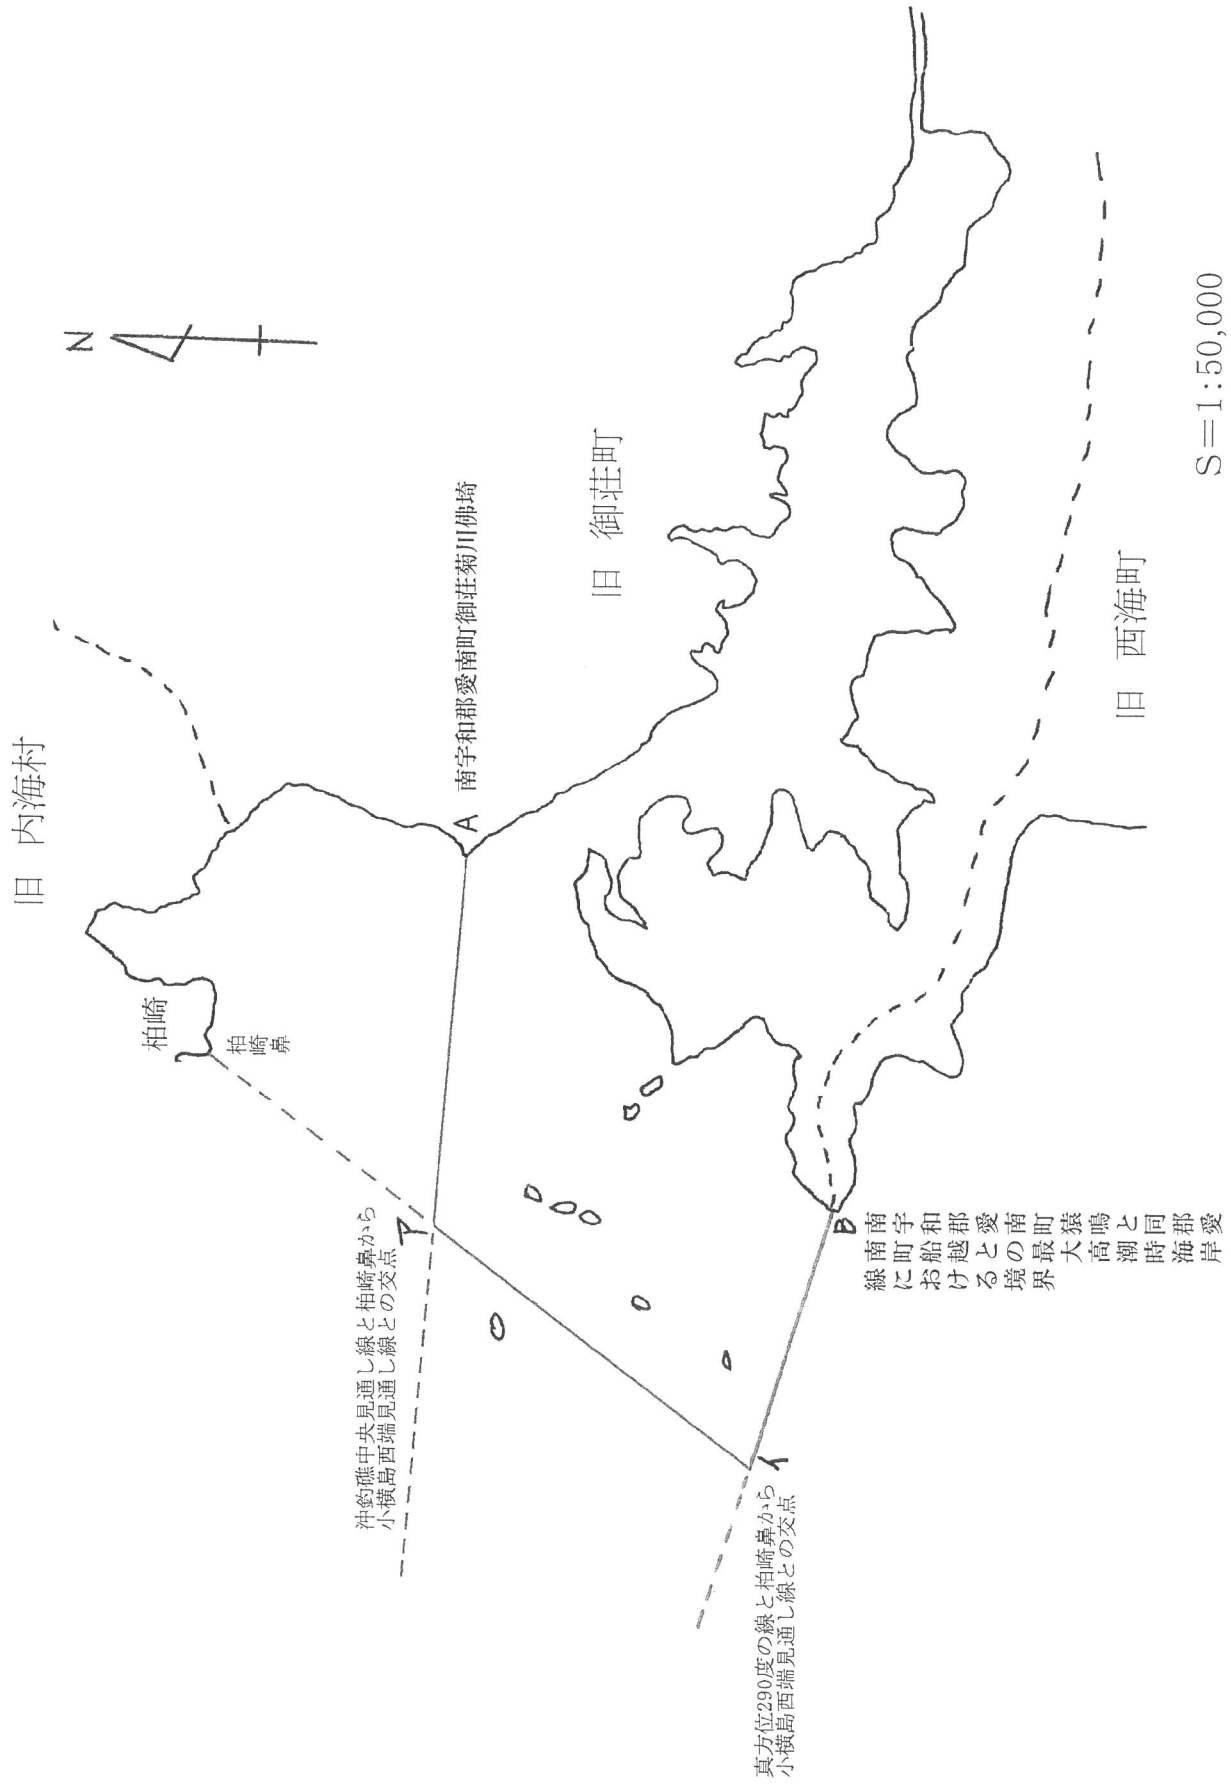 旧 内海村
N
柏崎
柏崎鼻
A
南宇和郡愛南町御荘菊川佛埼
旧 御荘町
ア
沖釣礁中央見通し線と柏崎鼻から
小横島西端見通し線との交点
イ
真方位290度の線と柏崎鼻から
小横島西端見通し線との交点
B
南宇和郡愛南町猿鳴と同郡愛
南町船越との最大高潮時海岸
線における境界
旧 西海町
S＝1:50,000